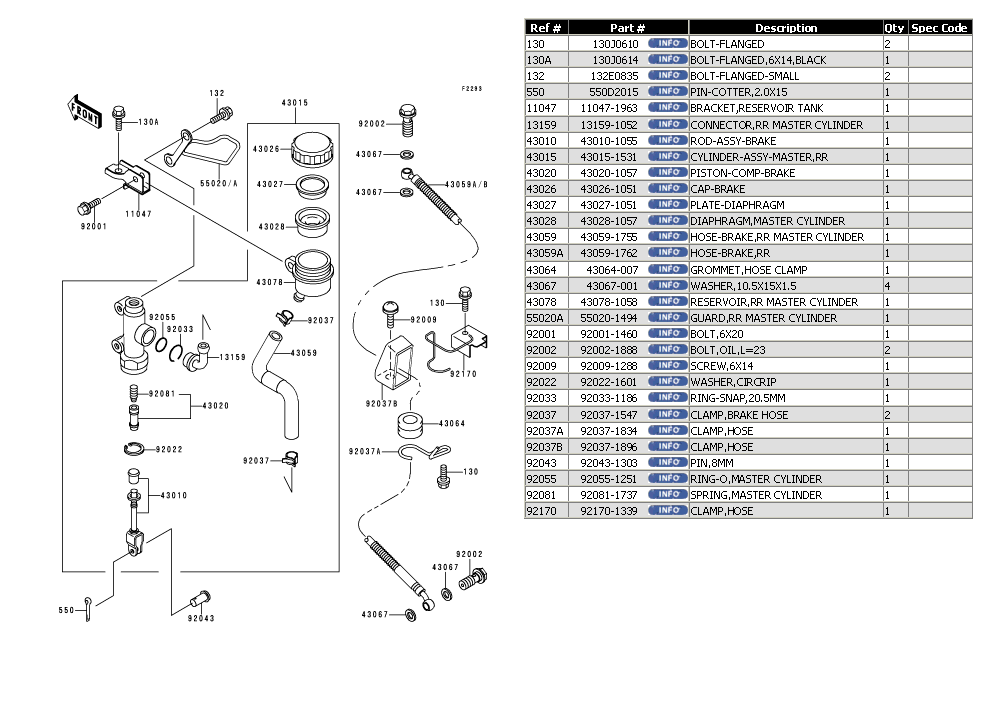 F2293
FRONT
132
130A
43015
92002
43026
43067
43027
43067
43059A/B
55020/A
11047
43028
92001
43078
130
92055
92033
92037
92009
13159
43059
92170
92081
43020
92037B
43064
92022
92037A
92037
130
43010
92002
43067
550
92043
43067
Ref # Part # Description Qty Spec Code
130 130J0610 INFO BOLT-FLANGED 2
130A 130J0614 INFO BOLT-FLANGED,6X14,BLACK 1
132 132E0835 INFO BOLT-FLANGED-SMALL 2
550 550D2015 INFO PIN-COTTER,2.0X15 1
11047 11047-1963 INFO BRACKET,RESERVOIR TANK 1
13159 13159-1052 INFO CONNECTOR,RR MASTER CYLINDER 1
43010 43010-1055 INFO ROD-ASSY-BRAKE 1
43015 43015-1531 INFO CYLINDER-ASSY-MASTER,RR 1
43020 43020-1057 INFO PISTON-COMP-BRAKE 1
43026 43026-1051 INFO CAP-BRAKE 1
43027 43027-1051 INFO PLATE-DIAPHRAGM 1
43028 43028-1057 INFO DIAPHRAGM,MASTER CYLINDER 1
43059 43059-1755 INFO HOSE-BRAKE,RR MASTER CYLINDER 1
43059A 43059-1762 INFO HOSE-BRAKE,RR 1
43064 43064-007 INFO GROMMET,HOSE CLAMP 1
43067 43067-001 INFO WASHER,10.5X15X1.5 4
43078 43078-1058 INFO RESERVOIR,RR MASTER CYLINDER 1
55020A 55020-1494 INFO GUARD,RR MASTER CYLINDER 1
92001 92001-1460 INFO BOLT,6X20 1
92002 92002-1888 INFO BOLT,OIL,L=23 2
92009 92009-1288 INFO SCREW,6X14 1
92022 92022-1601 INFO WASHER,CIRCRIP 1
92033 92033-1186 INFO RING-SNAP,20.5MM 1
92037 92037-1547 INFO CLAMP,BRAKE HOSE 2
92037A 92037-1834 INFO CLAMP,HOSE 1
92037B 92037-1896 INFO CLAMP,HOSE 1
92043 92043-1303 INFO PIN,8MM 1
92055 92055-1251 INFO RING-O,MASTER CYLINDER 1
92081 92081-1737 INFO SPRING,MASTER CYLINDER 1
92170 92170-1339 INFO CLAMP,HOSE 1